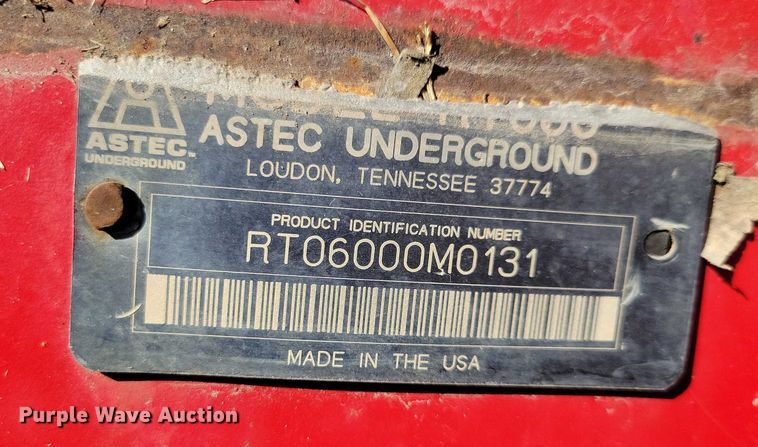 ASTEC
UNDERGROUND
ASTEC UNDERGROUND
LOUDON, TENNESSEE 37774
PRODUCT IDENTIFICATION NUMBER
RT06000M0131
MADE IN THE USA
Purple Wave Auction